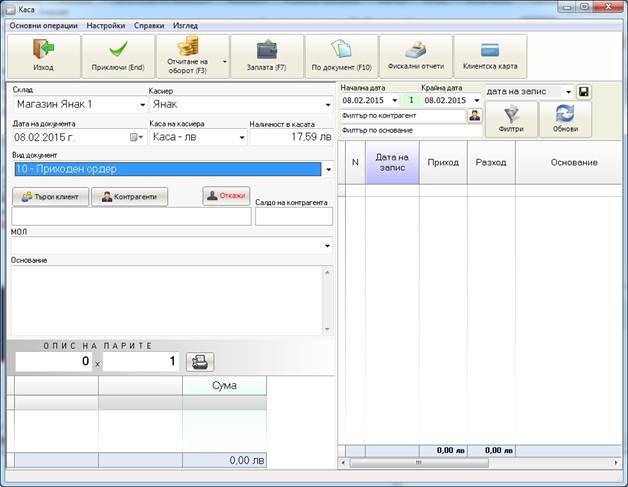 Каса
Основни операции Настройки Справки Изглед
Изход
Приключи (End)
Отчитане на
оборот (F3)
Заплата (F7)
По документ (F10)
Фискални отчети
Клиентска карта
Склад
Касиер
Магазин Янак 1
Янак
Дата на документа
Каса на касиера
Наличност в касата
08.02.2015 г.
Каса - лв
17,59 лв
Вид документ
10 - Приходен ордер
Търси клиент
Контрагенти
Откажи
Салдо на контрагента
МОЛ
Основание
ОПИС НА ПАРИТЕ
0 x 1
Сума
0,00 лв
Начална дата
Крайна дата
08.02.2015
1
08.02.2015
дата на запис
Филтър по контрагент
Филтър по основание
Филтри
Обнови
N
Дата на
запис
Приход
Разход
Основание
0,00 лв
0,00 лв